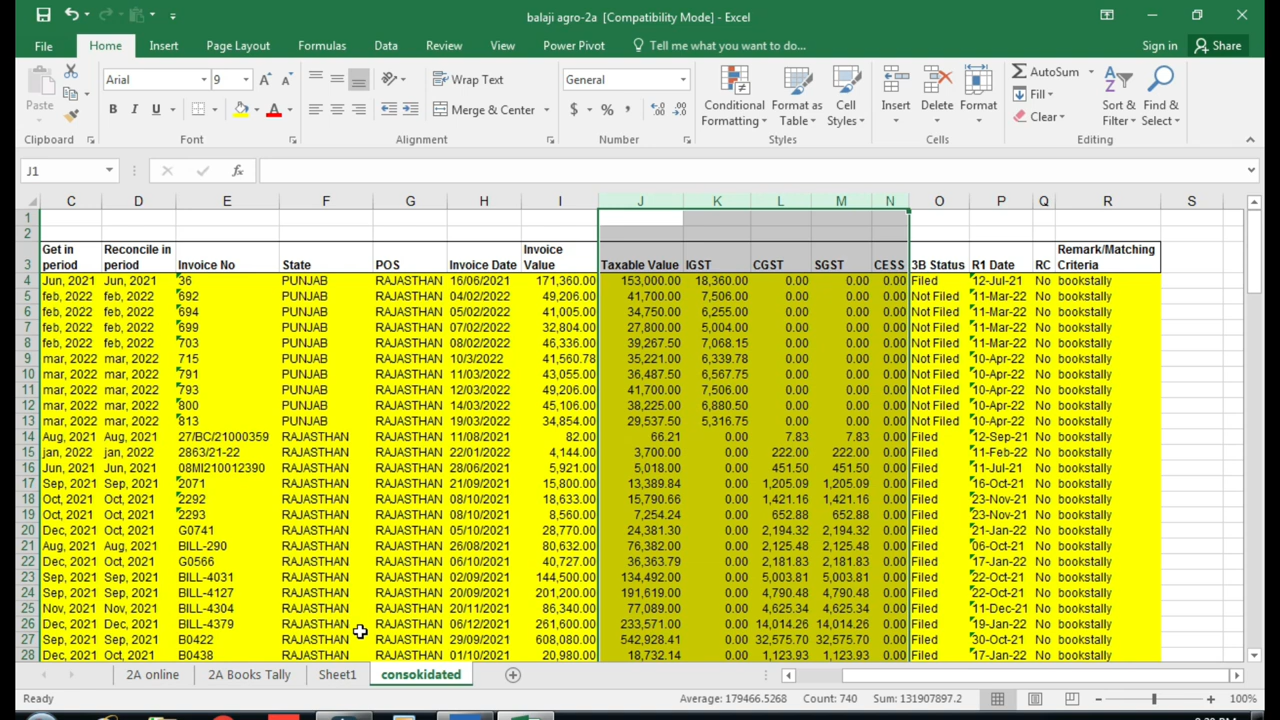 balaji agro-2a [Compatibility Mode] - Excel
File Home Insert Page Layout Formulas Data Review View Power Pivot Tell me what you want to do... Sign in Share
Arial 9 Wrap Text General AutoSum
Paste B I U Merge & Center $ % , Conditional Formatting Format as Table Cell Styles Insert Delete Format Fill Clear Sort & Filter Find & Select
Clipboard Font Alignment Number Styles Cells Editing
J1 fx
C D E F G H I J K L M N O P Q R S
1
2
3 Get in period Reconcile in period Invoice No State POS Invoice Date Invoice Value Taxable Value IGST CGST SGST CESS 3B Status R1 Date RC Remark/Matching Criteria
4 Jun, 2021 Jun, 2021 36 PUNJAB RAJASTHAN 16/06/2021 171,360.00 153,000.00 18,360.00 0.00 0.00 0.00 Filed 12-Jul-21 No bookstally
5 feb, 2022 feb, 2022 692 PUNJAB RAJASTHAN 04/02/2022 49,206.00 41,700.00 7,506.00 0.00 0.00 0.00 Not Filed 11-Mar-22 No bookstally
6 feb, 2022 feb, 2022 694 PUNJAB RAJASTHAN 05/02/2022 41,005.00 34,750.00 6,255.00 0.00 0.00 0.00 Not Filed 11-Mar-22 No bookstally
7 feb, 2022 feb, 2022 699 PUNJAB RAJASTHAN 07/02/2022 32,804.00 27,800.00 5,004.00 0.00 0.00 0.00 Not Filed 11-Mar-22 No bookstally
8 feb, 2022 feb, 2022 703 PUNJAB RAJASTHAN 08/02/2022 46,336.00 39,267.50 7,068.15 0.00 0.00 0.00 Not Filed 11-Mar-22 No bookstally
9 mar, 2022 mar, 2022 715 PUNJAB RAJASTHAN 10/3/2022 41,560.78 35,221.00 6,339.78 0.00 0.00 0.00 Not Filed 10-Apr-22 No bookstally
10 mar, 2022 mar, 2022 791 PUNJAB RAJASTHAN 11/03/2022 43,055.00 36,487.50 6,567.75 0.00 0.00 0.00 Not Filed 10-Apr-22 No bookstally
11 mar, 2022 mar, 2022 793 PUNJAB RAJASTHAN 12/03/2022 49,206.00 41,700.00 7,506.00 0.00 0.00 0.00 Not Filed 10-Apr-22 No bookstally
12 mar, 2022 mar, 2022 800 PUNJAB RAJASTHAN 14/03/2022 45,106.00 38,225.00 6,880.50 0.00 0.00 0.00 Not Filed 10-Apr-22 No bookstally
13 mar, 2022 mar, 2022 813 PUNJAB RAJASTHAN 19/03/2022 34,854.00 29,537.50 5,316.75 0.00 0.00 0.00 Not Filed 10-Apr-22 No bookstally
14 Aug, 2021 Aug, 2021 27/BC/21000359 RAJASTHAN RAJASTHAN 11/08/2021 82.00 66.21 0.00 7.83 7.83 0.00 Filed 12-Sep-21 No bookstally
15 jan, 2022 jan, 2022 2863/21-22 RAJASTHAN RAJASTHAN 22/01/2022 4,144.00 3,700.00 0.00 222.00 222.00 0.00 Filed 11-Feb-22 No bookstally
16 Jun, 2021 Jun, 2021 08MI210012390 RAJASTHAN RAJASTHAN 28/06/2021 5,921.00 5,018.00 0.00 451.50 451.50 0.00 Filed 11-Jul-21 No bookstally
17 Sep, 2021 Sep, 2021 2071 RAJASTHAN RAJASTHAN 21/09/2021 15,800.00 13,389.84 0.00 1,205.09 1,205.09 0.00 Filed 16-Oct-21 No bookstally
18 Oct, 2021 Oct, 2021 2292 RAJASTHAN RAJASTHAN 08/10/2021 18,633.00 15,790.66 0.00 1,421.16 1,421.16 0.00 Filed 23-Nov-21 No bookstally
19 Oct, 2021 Oct, 2021 2293 RAJASTHAN RAJASTHAN 08/10/2021 8,560.00 7,254.24 0.00 652.88 652.88 0.00 Filed 23-Nov-21 No bookstally
20 Dec, 2021 Oct, 2021 G0741 RAJASTHAN RAJASTHAN 05/10/2021 28,770.00 24,381.30 0.00 2,194.32 2,194.32 0.00 Filed 21-Jan-22 No bookstally
21 Aug, 2021 Aug, 2021 BILL-290 RAJASTHAN RAJASTHAN 26/08/2021 80,632.00 76,382.00 0.00 2,125.48 2,125.48 0.00 Filed 06-Oct-21 No bookstally
22 Dec, 2021 Oct, 2021 G0566 RAJASTHAN RAJASTHAN 06/10/2021 40,727.00 36,363.79 0.00 2,181.83 2,181.83 0.00 Filed 17-Jan-22 No bookstally
23 Sep, 2021 Sep, 2021 BILL-4031 RAJASTHAN RAJASTHAN 02/09/2021 144,500.00 134,492.00 0.00 5,003.81 5,003.81 0.00 Filed 22-Oct-21 No bookstally
24 Sep, 2021 Sep, 2021 BILL-4127 RAJASTHAN RAJASTHAN 20/09/2021 201,200.00 191,619.00 0.00 4,790.48 4,790.48 0.00 Filed 22-Oct-21 No bookstally
25 Nov, 2021 Nov, 2021 BILL-4304 RAJASTHAN RAJASTHAN 20/11/2021 86,340.00 77,089.00 0.00 4,625.34 4,625.34 0.00 Filed 11-Dec-21 No bookstally
26 Dec, 2021 Dec, 2021 BILL-4379 RAJASTHAN RAJASTHAN 06/12/2021 261,600.00 233,571.00 0.00 14,014.26 14,014.26 0.00 Filed 19-Jan-22 No bookstally
27 Sep, 2021 Sep, 2021 B0422 RAJASTHAN RAJASTHAN 29/09/2021 608,080.00 542,928.41 0.00 32,575.70 32,575.70 0.00 Filed 30-Oct-21 No bookstally
28 Dec, 2021 Oct, 2021 B0438 RAJASTHAN RAJASTHAN 01/10/2021 20,980.00 18,732.14 0.00 1,123.93 1,123.93 0.00 Filed 17-Jan-22 No bookstally
2A online 2A Books Tally Sheet1 consokidated
Ready Average: 179466.5268 Count: 740 Sum: 131907897.2 100%